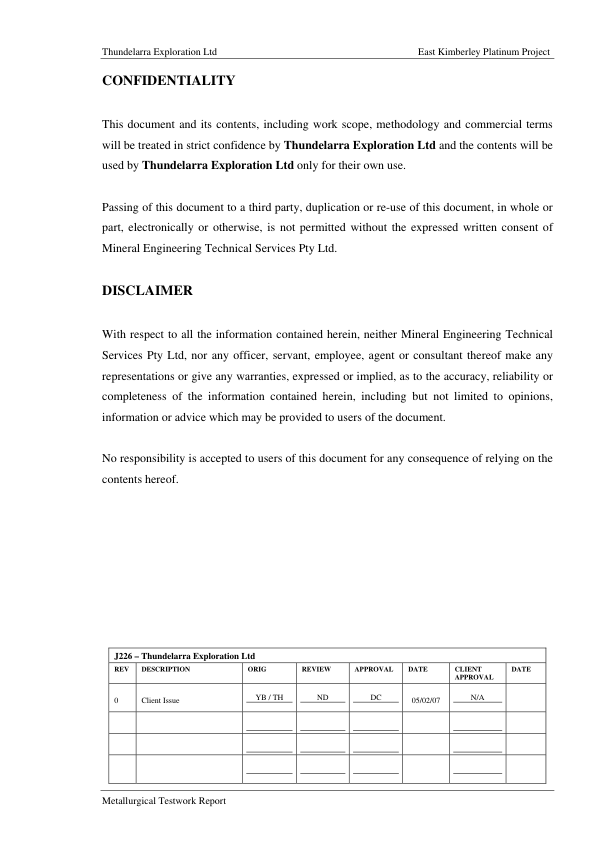 Thundelarra Exploration Ltd East Kimberley Platinum Project
CONFIDENTIALITY
This document and its contents, including work scope, methodology and commercial terms
will be treated in strict confidence by Thundelarra Exploration Ltd and the contents will be
used by Thundelarra Exploration Ltd only for their own use.
Passing of this document to a third party, duplication or re-use of this document, in whole or
part, electronically or otherwise, is not permitted without the expressed written consent of
Mineral Engineering Technical Services Pty Ltd.
DISCLAIMER
With respect to all the information contained herein, neither Mineral Engineering Technical
Services Pty Ltd, nor any officer, servant, employee, agent or consultant thereof make any
representations or give any warranties, expressed or implied, as to the accuracy, reliability or
completeness of the information contained herein, including but not limited to opinions,
information or advice which may be provided to users of the document.
No responsibility is accepted to users of this document for any consequence of relying on the
contents hereof.
J226 – Thundelarra Exploration Ltd
REV DESCRIPTION ORIG REVIEW APPROVAL DATE CLIENT APPROVAL DATE
0 Client Issue YB / TH ND DC 05/02/07 N/A
Metallurgical Testwork Report